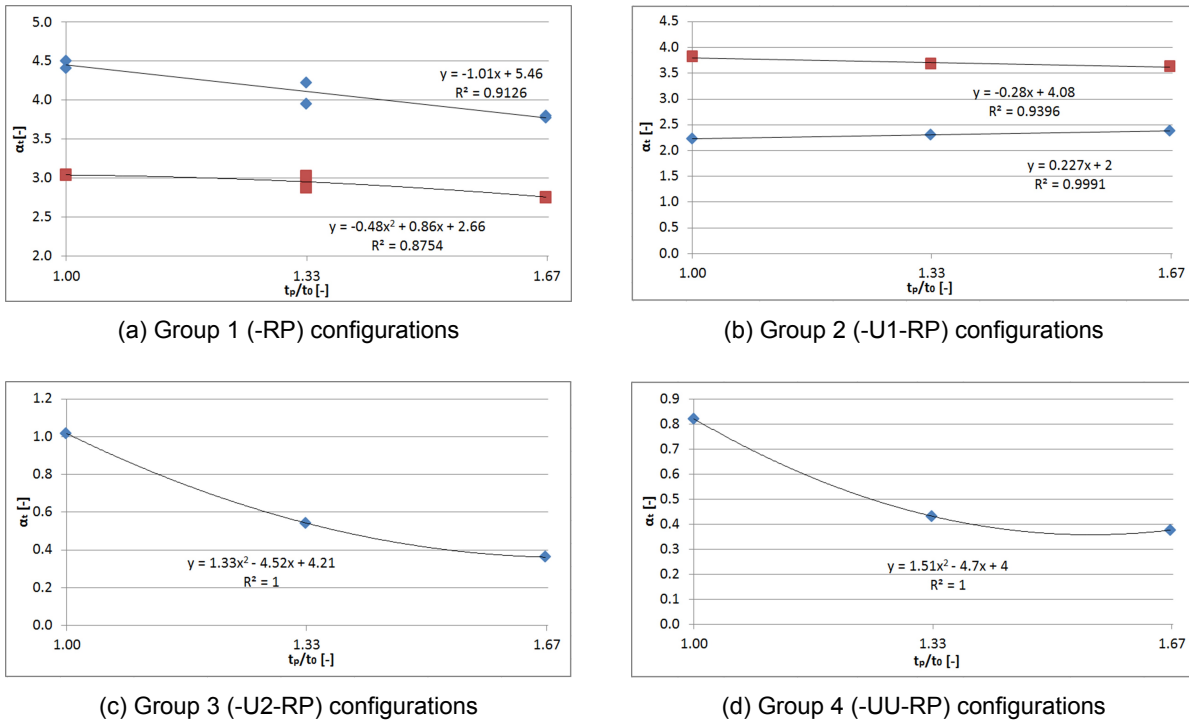 5.0
4.5
4.0
3.5
3.0
2.5
2.0
αt[-]
y = -1.01x + 5.46
R² = 0.9126
y = -0.48x² + 0.86x + 2.66
R² = 0.8754
1.00 1.33 1.67
tp/t0 [-]
(a) Group 1 (-RP) configurations
4.5
4.0
3.5
3.0
2.5
2.0
1.5
1.0
0.5
0.0
αt [-]
y = -0.28x + 4.08
R² = 0.9396
y = 0.227x + 2
R² = 0.9991
1.00 1.33 1.67
tp/t0 [-]
(b) Group 2 (-U1-RP) configurations
1.2
1.0
0.8
0.6
0.4
0.2
0.0
αt [-]
y = 1.33x² - 4.52x + 4.21
R² = 1
1.00 1.33 1.67
tp/t0 [-]
(c) Group 3 (-U2-RP) configurations
0.9
0.8
0.7
0.6
0.5
0.4
0.3
0.2
0.1
0.0
αt [-]
y = 1.51x² - 4.7x + 4
R² = 1
1.00 1.33 1.67
tp/t0 [-]
(d) Group 4 (-UU-RP) configurations